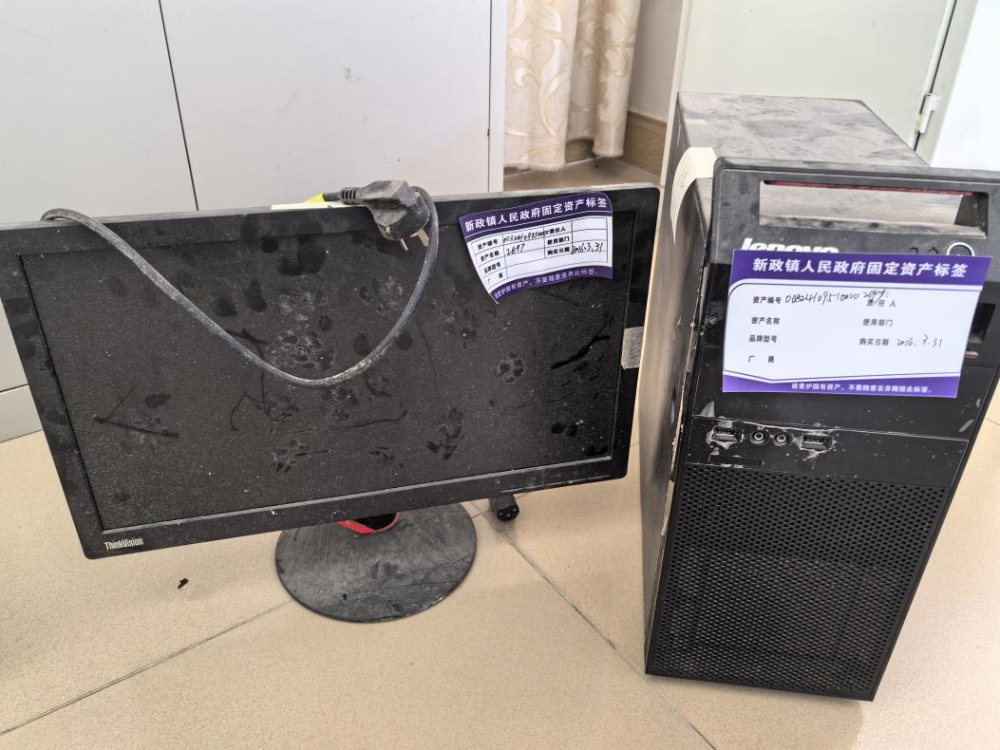 新政镇人民政府固定资产标签
资产编号 责任人
资产名称 使用部门
品牌型号 购买日期 2016.3.31
厂商
请爱护国有资产，不要随意丢弃此标签。
ThinkVision
lenovo
新政镇人民政府固定资产标签
资产编号 责任人
资产名称 使用部门
品牌型号 购买日期 2016.3.31
厂商
请爱护国有资产，不要随意丢弃胸毁此标签。